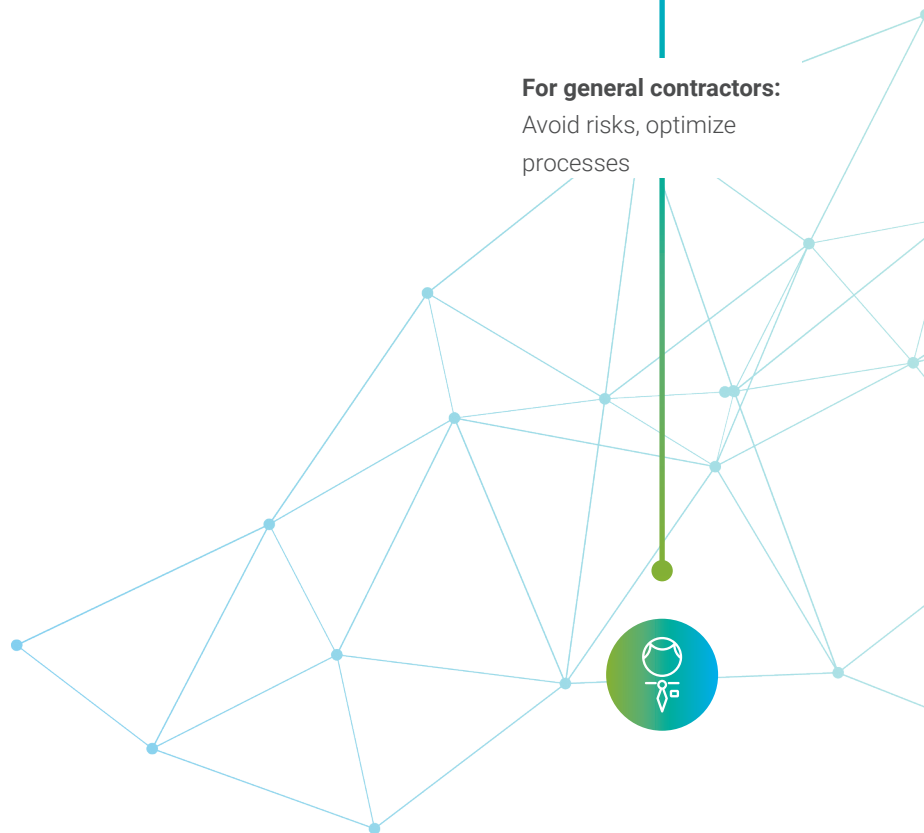 For general contractors:
Avoid risks, optimize
processes